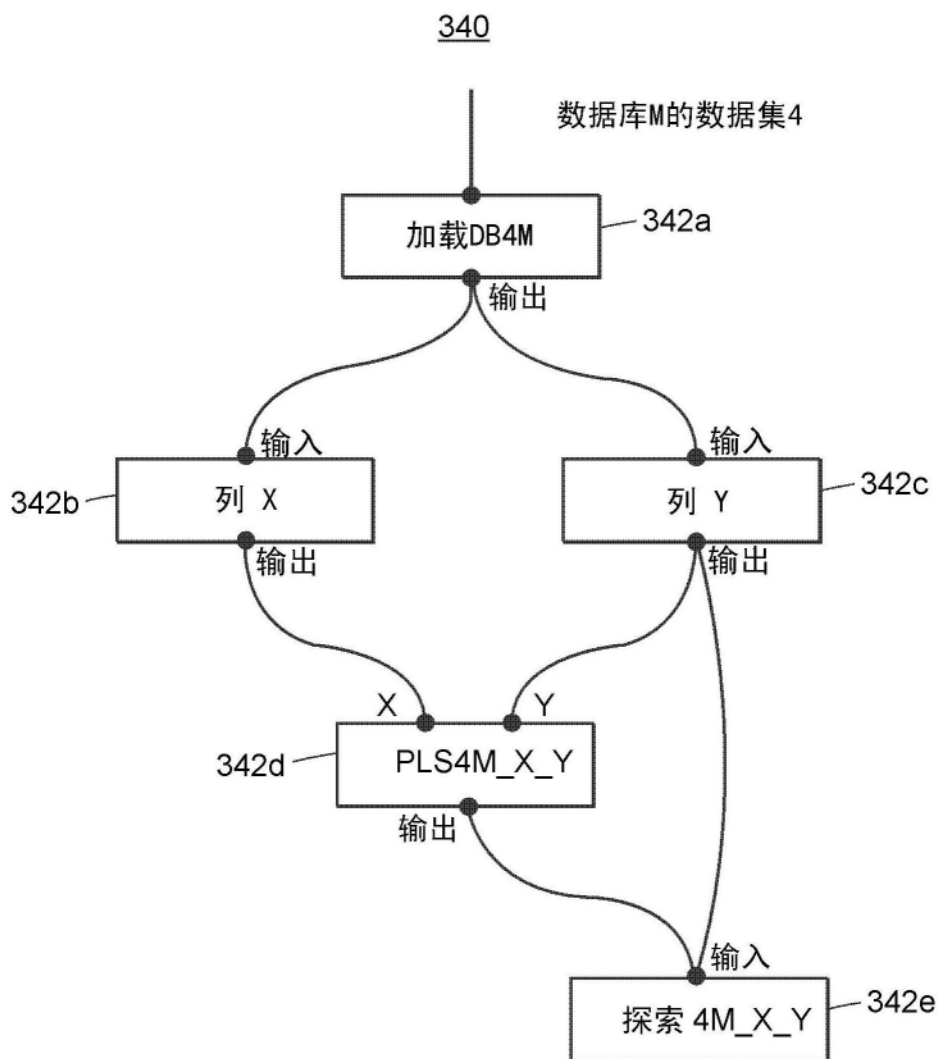 340
数据库M的数据集4
加载DB4M
342a
输出
输入
输入
342b
列 X
列 Y
342c
输出
输出
X
Y
342d
PLS4M_X_Y
输出
输入
探索 4M_X_Y
342e